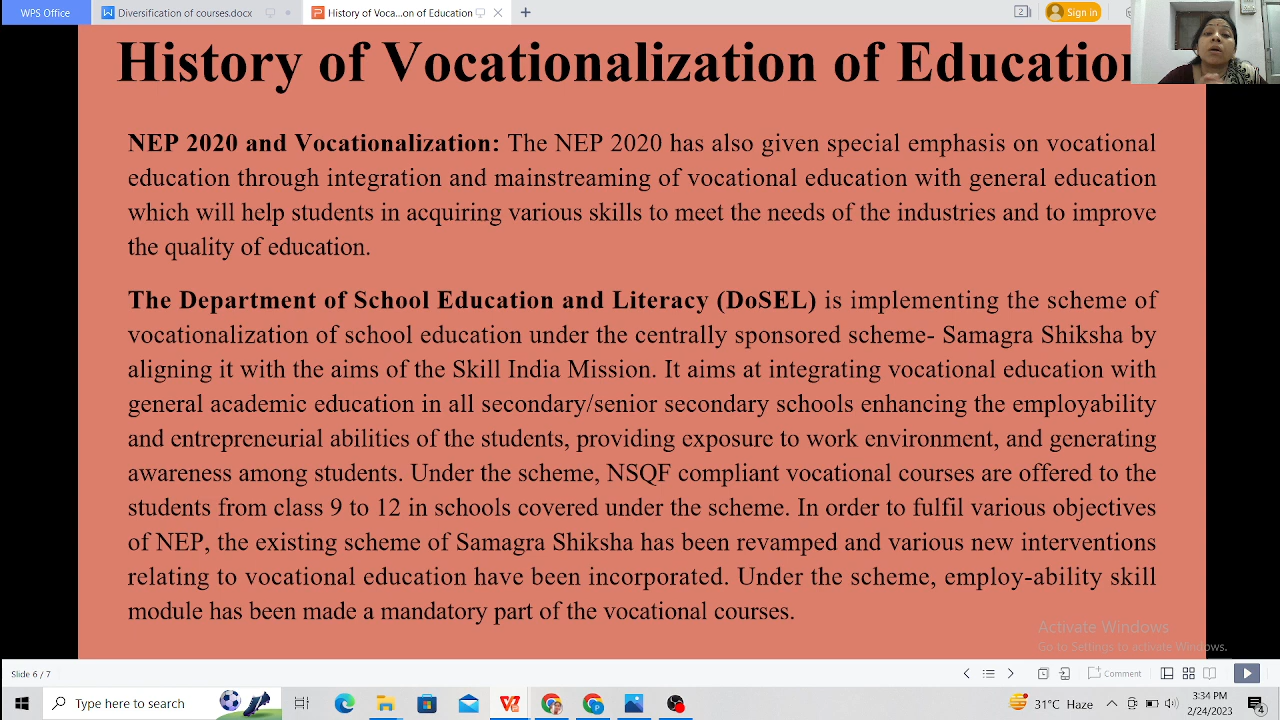 WPS Office
Diversification of courses.docx
History of Voca...on of Education
2
Sign in
History of Vocationalization of Education
NEP 2020 and Vocationalization: The NEP 2020 has also given special emphasis on vocational
education through integration and mainstreaming of vocational education with general education
which will help students in acquiring various skills to meet the needs of the industries and to improve
the quality of education.
The Department of School Education and Literacy (DoSEL) is implementing the scheme of
vocationalization of school education under the centrally sponsored scheme- Samagra Shiksha by
aligning it with the aims of the Skill India Mission. It aims at integrating vocational education with
general academic education in all secondary/senior secondary schools enhancing the employability
and entrepreneurial abilities of the students, providing exposure to work environment, and generating
awareness among students. Under the scheme, NSQF compliant vocational courses are offered to the
students from class 9 to 12 in schools covered under the scheme. In order to fulfil various objectives
of NEP, the existing scheme of Samagra Shiksha has been revamped and various new interventions
relating to vocational education have been incorporated. Under the scheme, employ-ability skill
module has been made a mandatory part of the vocational courses.
Activate Windows
Go to Settings to activate Windows.
Slide 6 / 7
Comment
Type here to search
31°C Haze
3:34 PM
2/24/2023
4